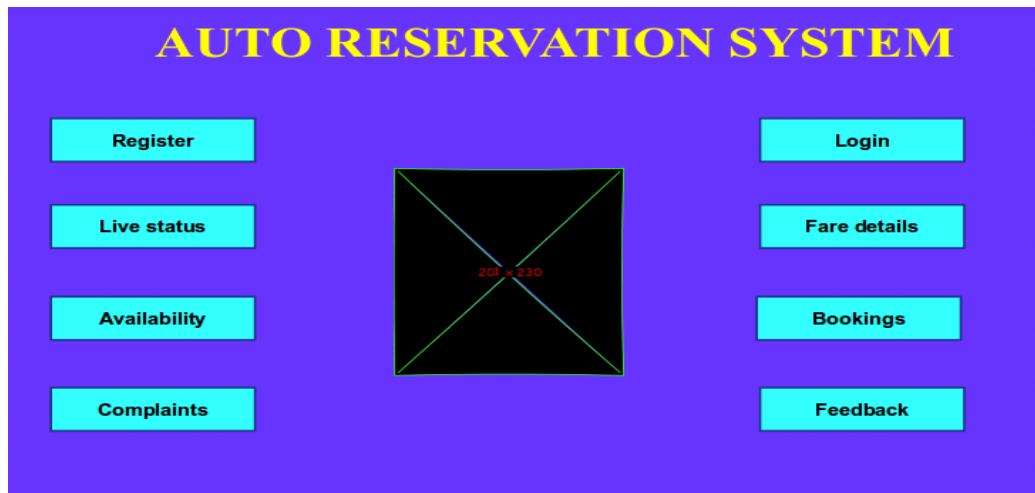 AUTO RESERVATION SYSTEM
Register
Login
Live status
Fare details
201 x 230
Availability
Bookings
Complaints
Feedback